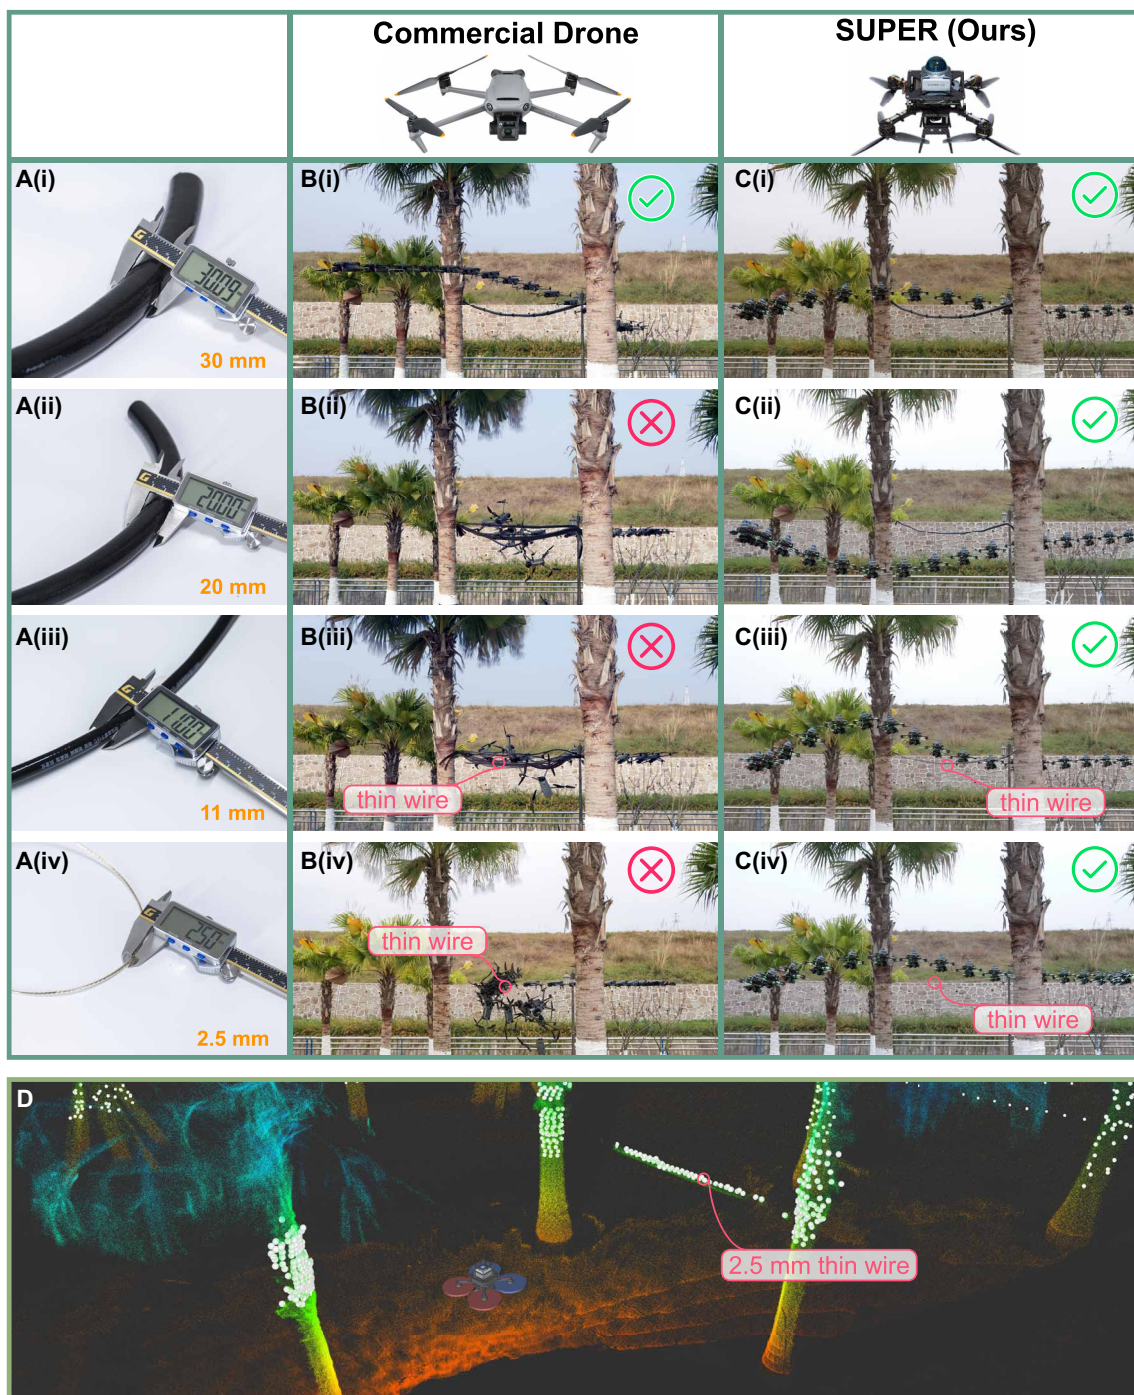 Commercial Drone
SUPER (Ours)
A(i)
30.09
30 mm
B(i)
C(i)
A(ii)
20.00
20 mm
B(ii)
C(ii)
A(iii)
11.00
11 mm
B(iii)
thin wire
C(iii)
thin wire
A(iv)
2.50
2.5 mm
B(iv)
thin wire
C(iv)
thin wire
D
2.5 mm thin wire